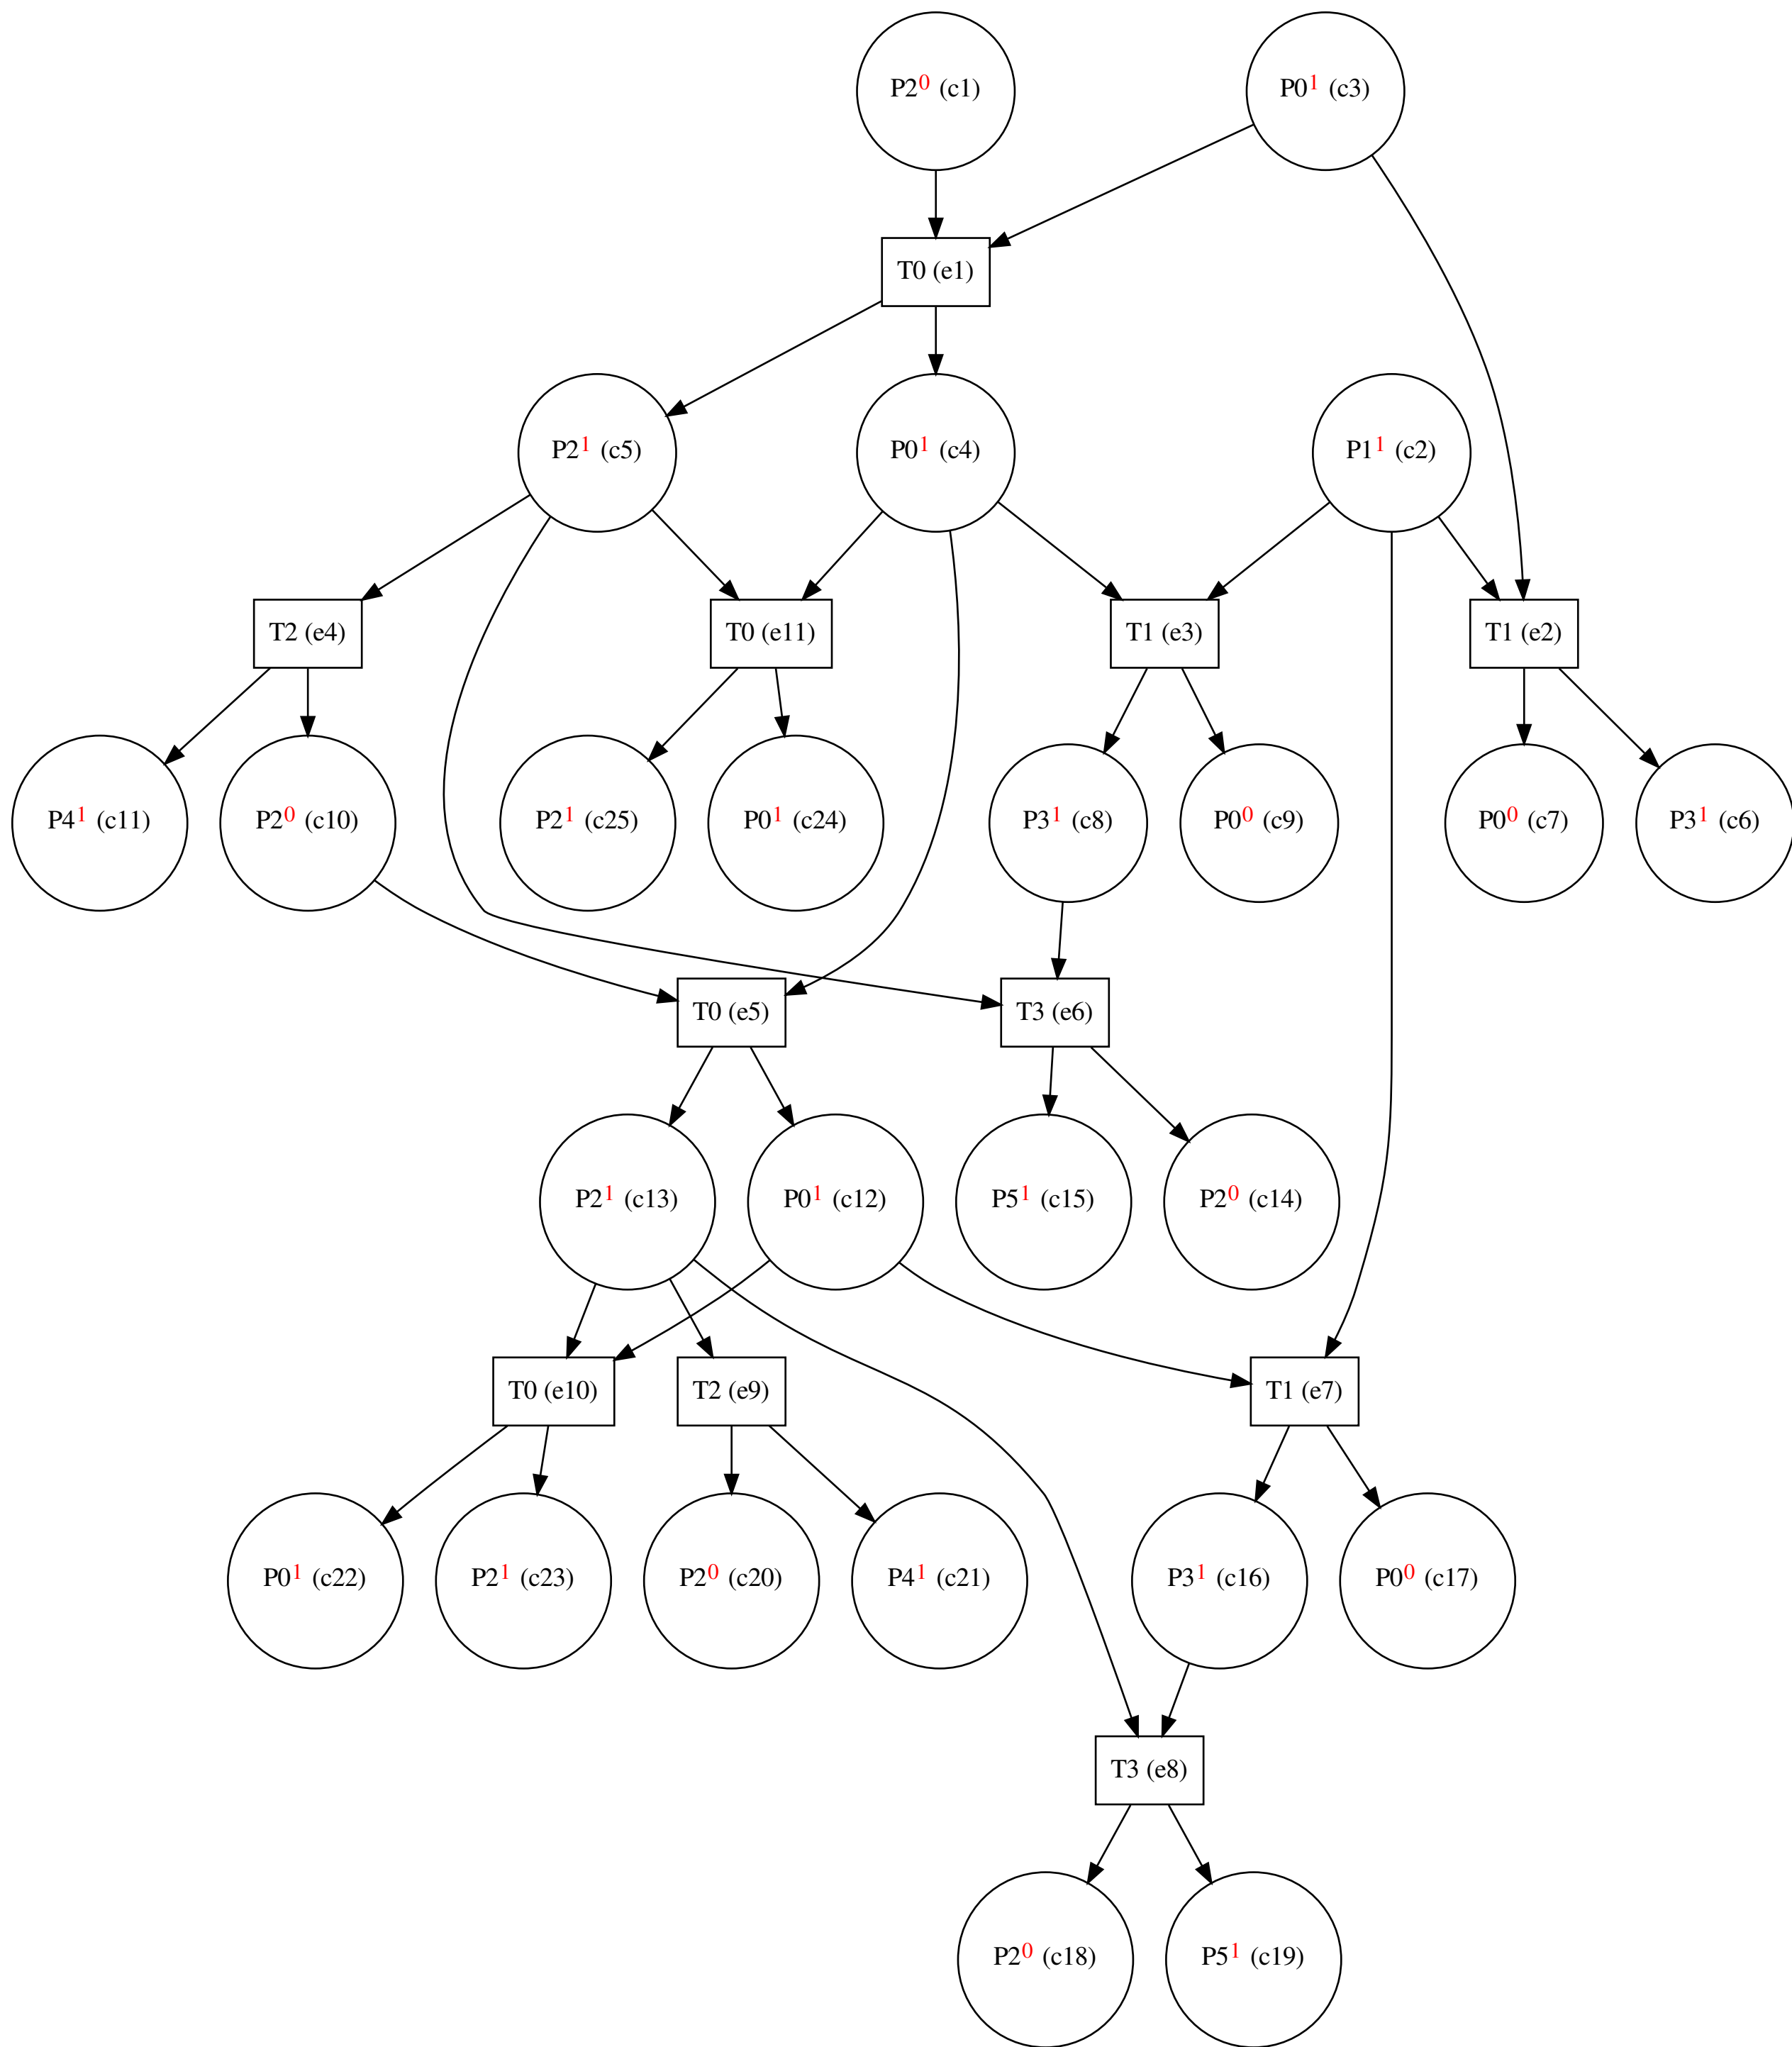 P2⁰ (c1)
P0¹ (c3)
T0 (e1)
P2¹ (c5)
P0¹ (c4)
P1¹ (c2)
T2 (e4)
T0 (e11)
T1 (e3)
T1 (e2)
P4¹ (c11)
P2⁰ (c10)
P2¹ (c25)
P0¹ (c24)
P3¹ (c8)
P0⁰ (c9)
P0⁰ (c7)
P3¹ (c6)
T0 (e5)
T3 (e6)
P2¹ (c13)
P0¹ (c12)
P5¹ (c15)
P2⁰ (c14)
T0 (e10)
T2 (e9)
T1 (e7)
P0¹ (c22)
P2¹ (c23)
P2⁰ (c20)
P4¹ (c21)
P3¹ (c16)
P0⁰ (c17)
T3 (e8)
P2⁰ (c18)
P5¹ (c19)